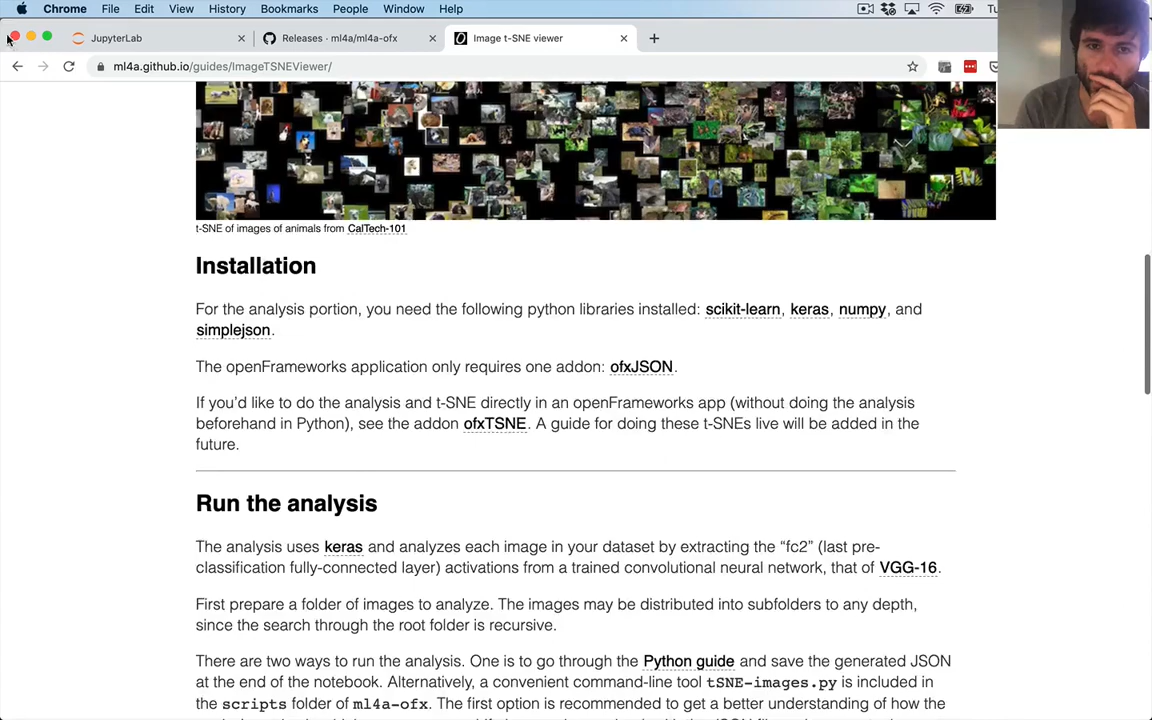 Chrome File Edit View History Bookmarks People Window Help
JupyterLab Releases · ml4a/ml4a-ofx Image t-SNE viewer
ml4a.github.io/guides/ImageTSNEViewer/
t-SNE of images of animals from CalTech-101
Installation
For the analysis portion, you need the following python libraries installed: scikit-learn, keras, numpy, and
simplejson.
The openFrameworks application only requires one addon: ofxJSON.
If you’d like to do the analysis and t-SNE directly in an openFrameworks app (without doing the analysis
beforehand in Python), see the addon ofxTSNE. A guide for doing these t-SNEs live will be added in the
future.
Run the analysis
The analysis uses keras and analyzes each image in your dataset by extracting the “fc2” (last pre-
classification fully-connected layer) activations from a trained convolutional neural network, that of VGG-16.
First prepare a folder of images to analyze. The images may be distributed into subfolders to any depth,
since the search through the root folder is recursive.
There are two ways to run the analysis. One is to go through the Python guide and save the generated JSON
at the end of the notebook. Alternatively, a convenient command-line tool tSNE-images.py is included in
the scripts folder of ml4a-ofx. The first option is recommended to get a better understanding of how the